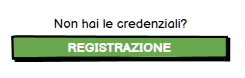 Non hai le credenziali?
REGISTRAZIONE